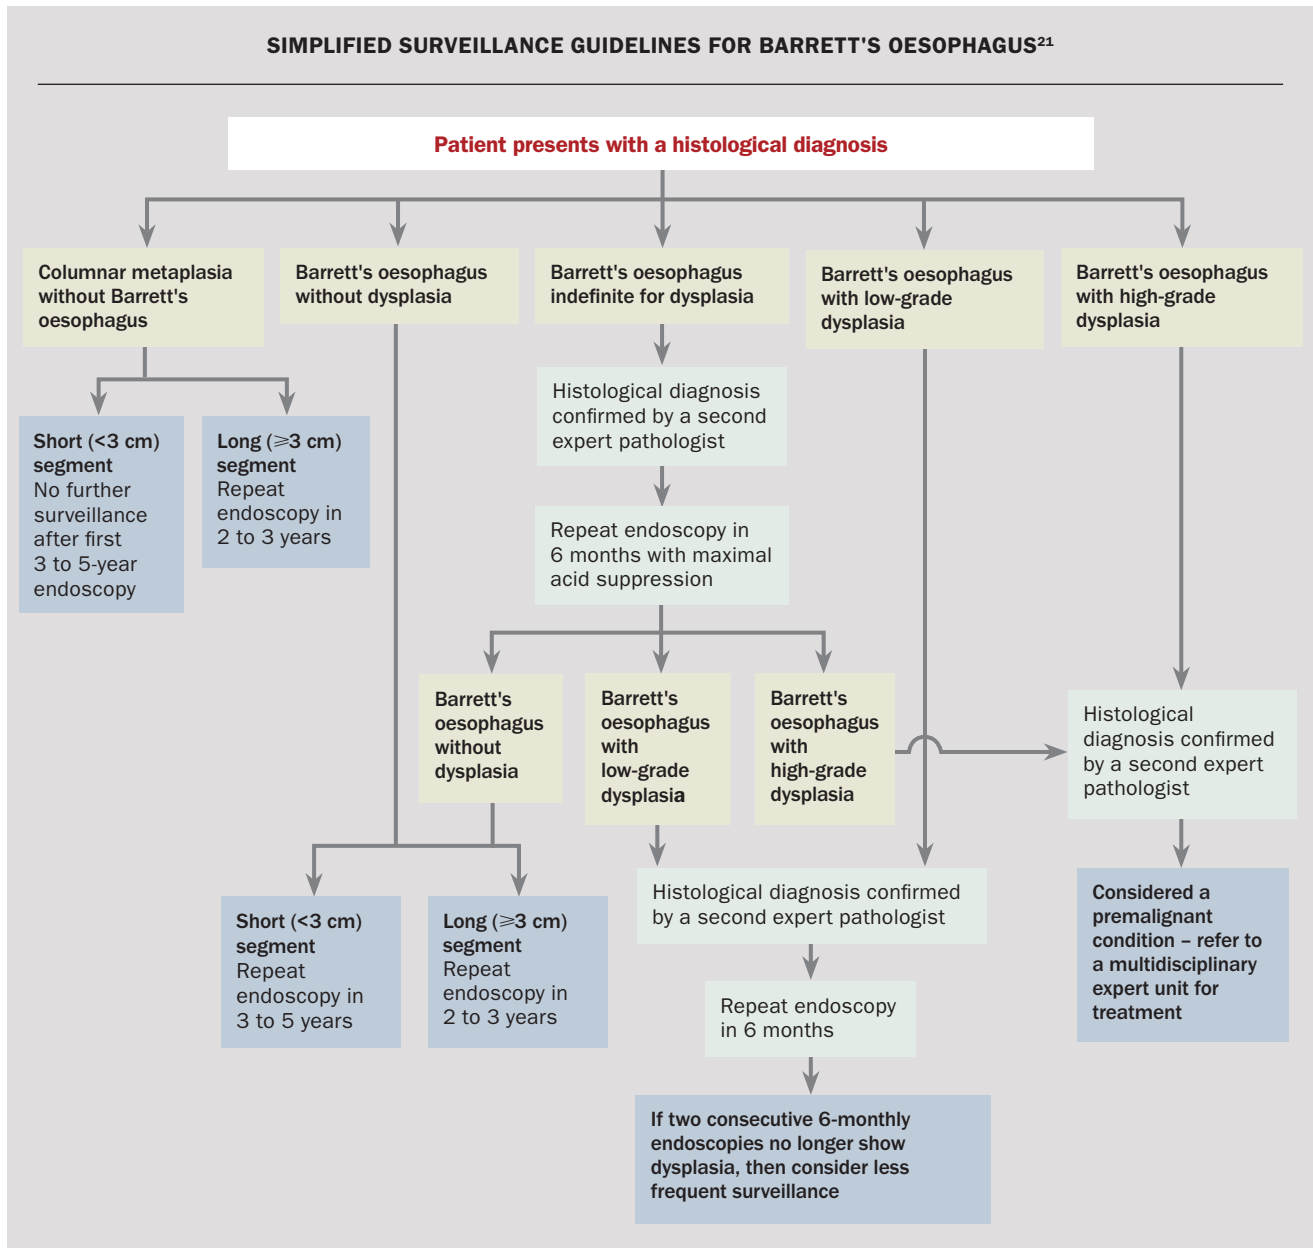 SIMPLIFIED SURVEILLANCE GUIDELINES FOR BARRETT'S OESOPHAGUS²¹
Patient presents with a histological diagnosis
Columnar metaplasia
without Barrett's
oesophagus
Barrett's oesophagus
without dysplasia
Barrett's oesophagus
indefinite for dysplasia
Barrett's oesophagus
with low-grade
dysplasia
Barrett's oesophagus
with high-grade
dysplasia
Short (<3 cm)
segment
No further
surveillance
after first
3 to 5-year
endoscopy
Long (⩾3 cm)
segment
Repeat
endoscopy in
2 to 3 years
Histological diagnosis
confirmed by a second
expert pathologist
Repeat endoscopy in
6 months with maximal
acid suppression
Barrett's
oesophagus
without
dysplasia
Barrett's
oesophagus
with
low-grade
dysplasia
Barrett's
oesophagus
with
high-grade
dysplasia
Histological
diagnosis confirmed
by a second expert
pathologist
Short (<3 cm)
segment
Repeat
endoscopy in
3 to 5 years
Long (⩾3 cm)
segment
Repeat
endoscopy in
2 to 3 years
Histological diagnosis confirmed
by a second expert pathologist
Considered a
premalignant
condition – refer to
a multidisciplinary
expert unit for
treatment
Repeat endoscopy
in 6 months
If two consecutive 6-monthly
endoscopies no longer show
dysplasia, then consider less
frequent surveillance